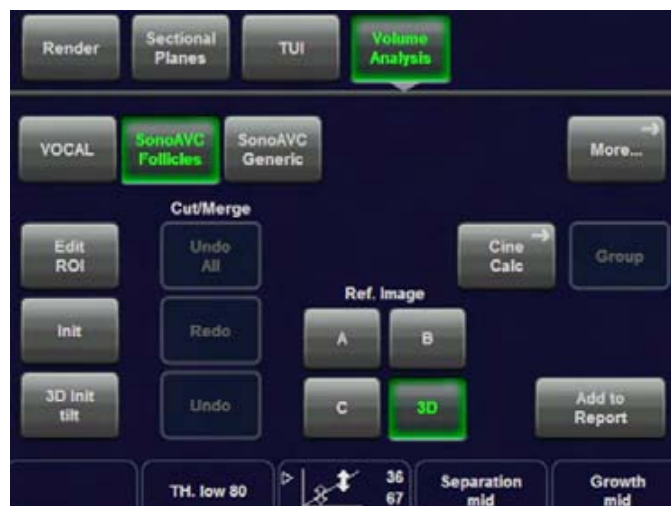 Render
Sectional
Planes
TUI
Volume
Analysis
VOCAL
SonoAVC
Follicles
SonoAVC
Generic
More...
Cut/Merge
Edit
ROI
Undo
All
Cine
Calc
Group
Ref. Image
Init
Redo
A
B
3D Init
tilt
Undo
C
3D
Add to
Report
TH. low 80
36
67
Separation
mid
Growth
mid